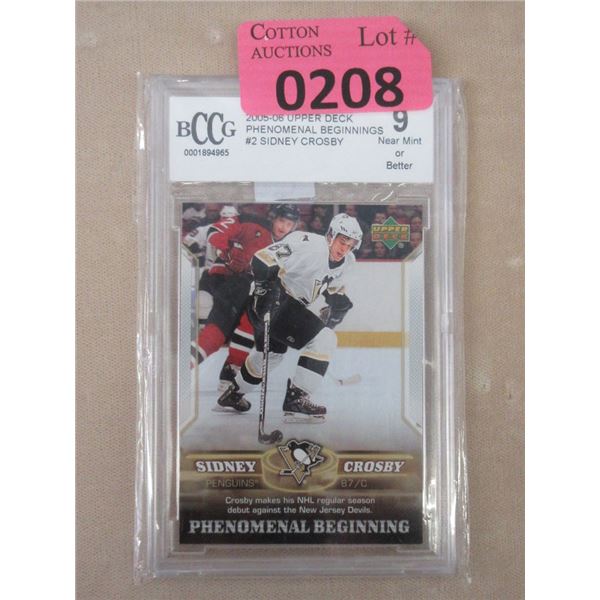 COTTON AUCTIONS Lot #
0208
BCCG
0001894965
2005-06 UPPER DECK
PHENOMENAL BEGINNINGS
#2 SIDNEY CROSBY
9
Near Mint
or
Better
UPPER
DECK
SIDNEY CROSBY
PENGUINS 87/C
Crosby makes his NHL regular season
debut against the New Jersey Devils.
PHENOMENAL BEGINNING